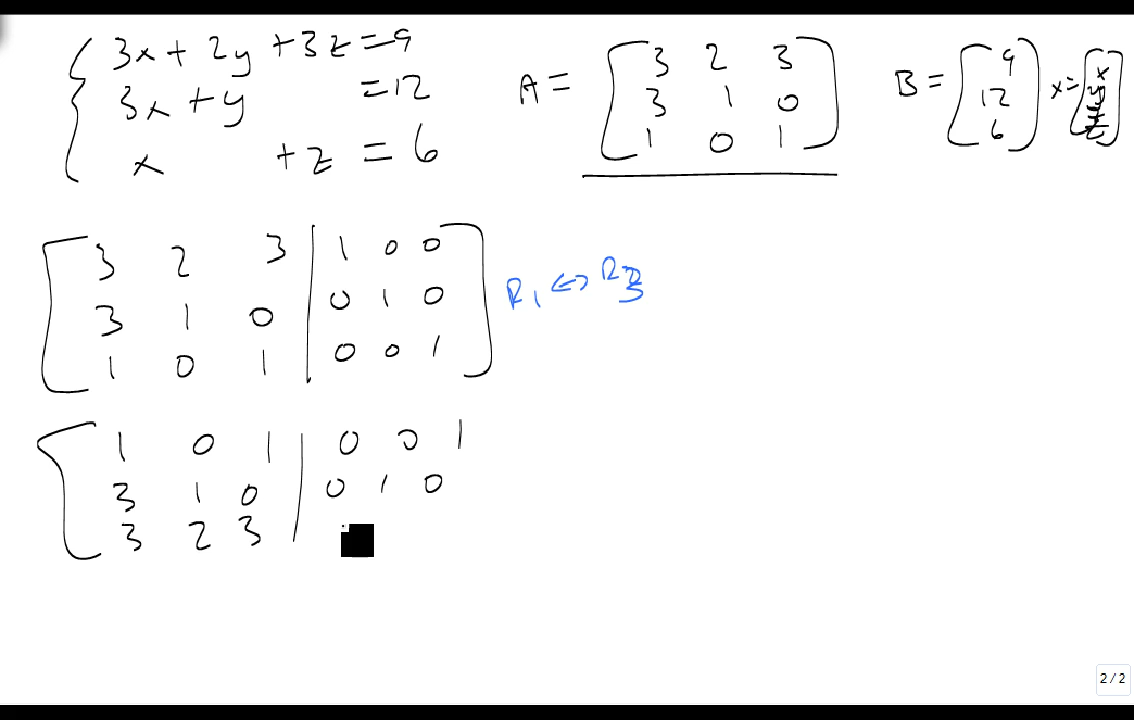 3x + 2y + 3z = 9
3x + y = 12
x + z = 6
A = [3 2 3
3 1 0
1 0 1]
B = [9
12
6]
x = [x
y
z]
[3 2 3 | 1 0 0
3 1 0 | 0 1 0
1 0 1 | 0 0 1]
R1 ↔ R3
[1 0 1 | 0 0 1
3 1 0 | 0 1 0
3 2 3 |
2/2